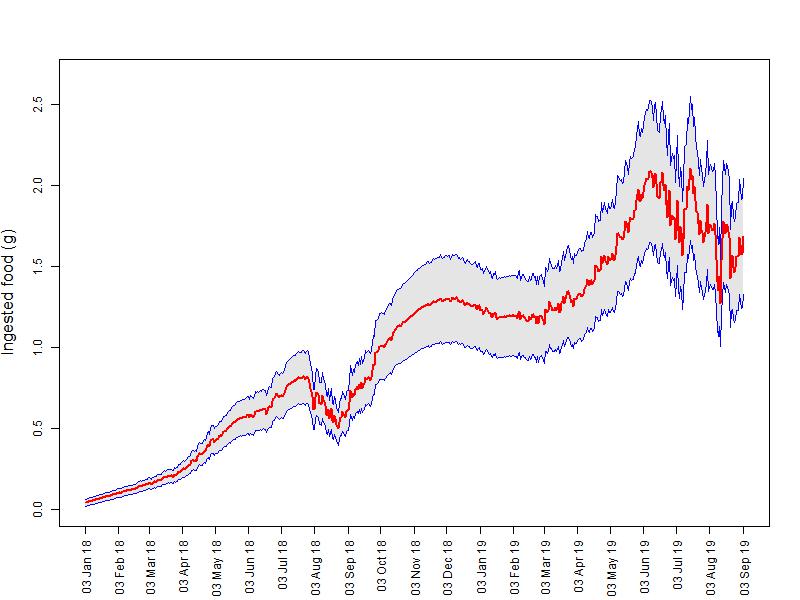 Ingested food (g)
2.5
2.0
1.5
1.0
0.5
0.0
03 Jan 18
03 Feb 18
03 Mar 18
03 Apr 18
03 May 18
03 Jun 18
03 Jul 18
03 Aug 18
03 Sep 18
03 Oct 18
03 Nov 18
03 Dec 18
03 Jan 19
03 Feb 19
03 Mar 19
03 Apr 19
03 May 19
03 Jun 19
03 Jul 19
03 Aug 19
03 Sep 19